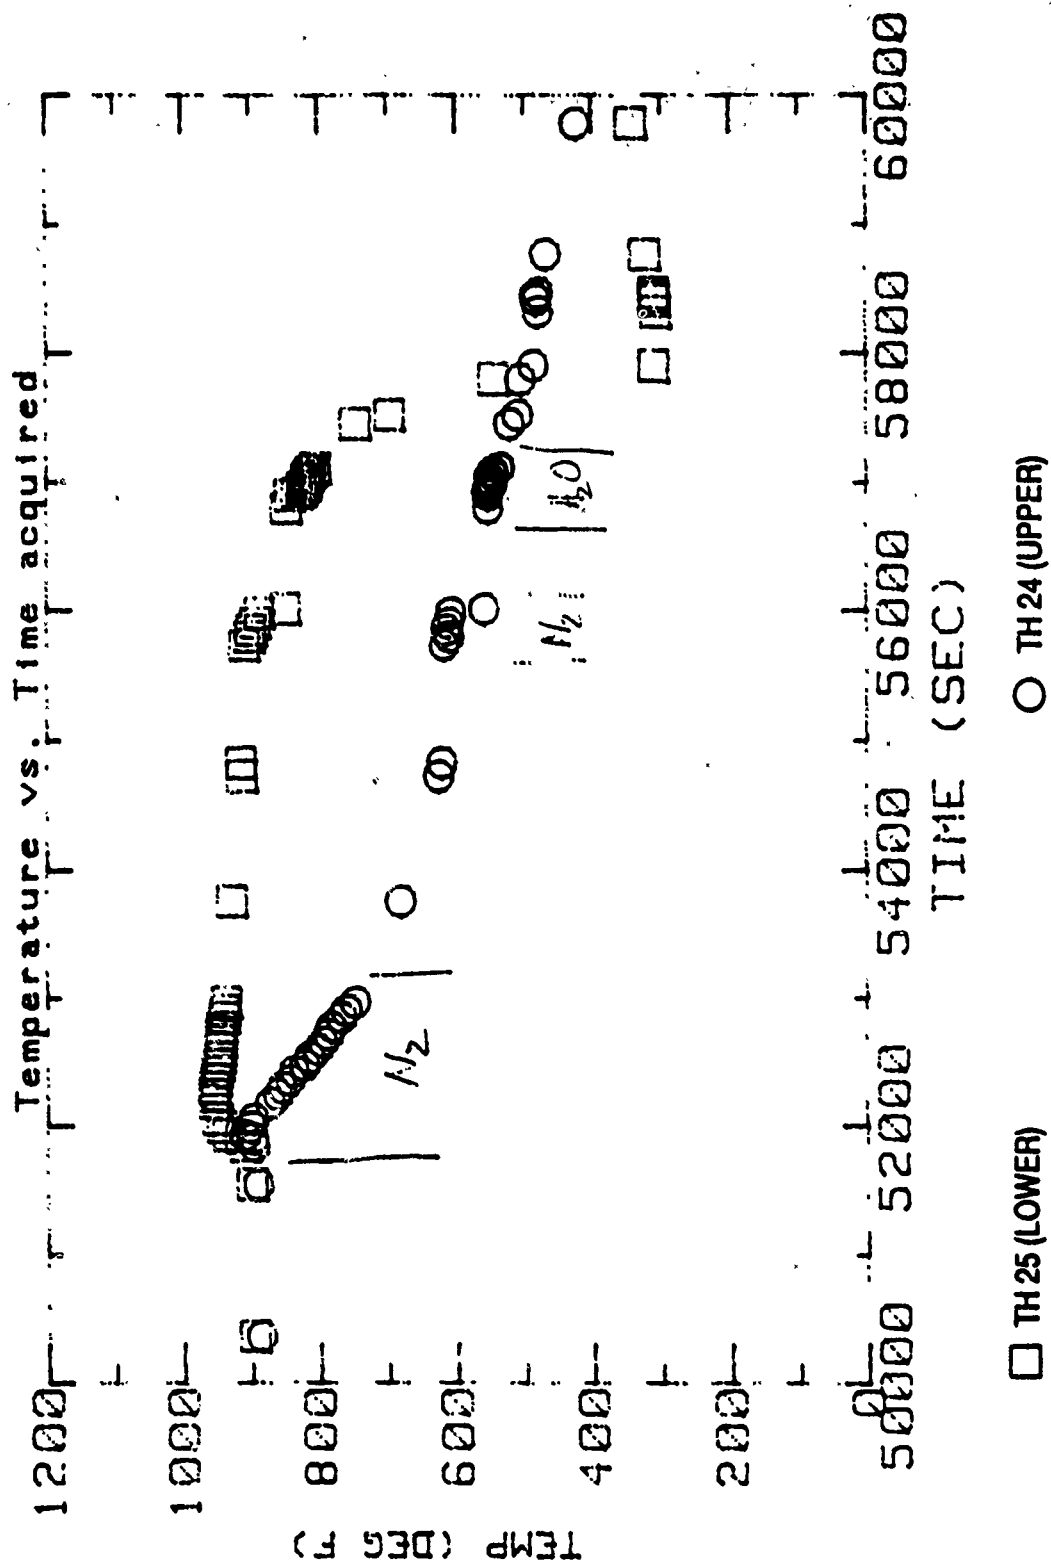 Temperature vs. Time acquired
TEMP (DEG F)
1200
1000
800
600
400
200
0
N2
N2
H2O
50000 52000 54000 56000 58000 60000
TIME (SEC)
TH 25 (LOWER) TH 24 (UPPER)